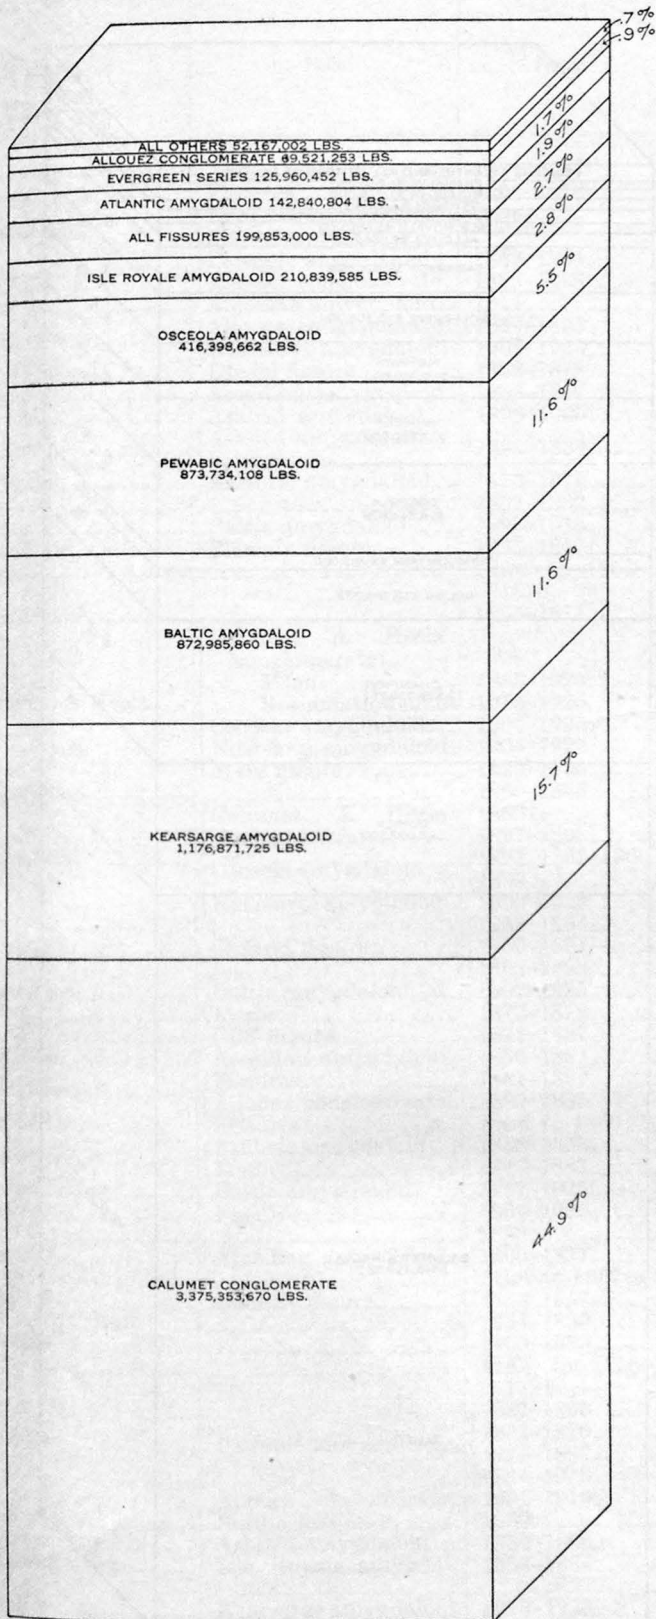 .7%
.9%
ALL OTHERS 52,167,002 LBS.
1.7%
ALLOUEZ CONGLOMERATE 69,521,253 LBS.
1.9%
EVERGREEN SERIES 125,960,452 LBS.
2.7%
ATLANTIC AMYGDALOID 142,840,804 LBS.
2.8%
ALL FISSURES 199,853,000 LBS.
5.5%
ISLE ROYALE AMYGDALOID 210,839,585 LBS.
OSCEOLA AMYGDALOID
416,398,662 LBS.
11.6%
PEWABIC AMYGDALOID
873,734,108 LBS.
11.6%
BALTIC AMYGDALOID
872,985,860 LBS.
15.7%
KEARSARGE AMYGDALOID
1,176,871,725 LBS.
44.9%
CALUMET CONGLOMERATE
3,375,353,670 LBS.